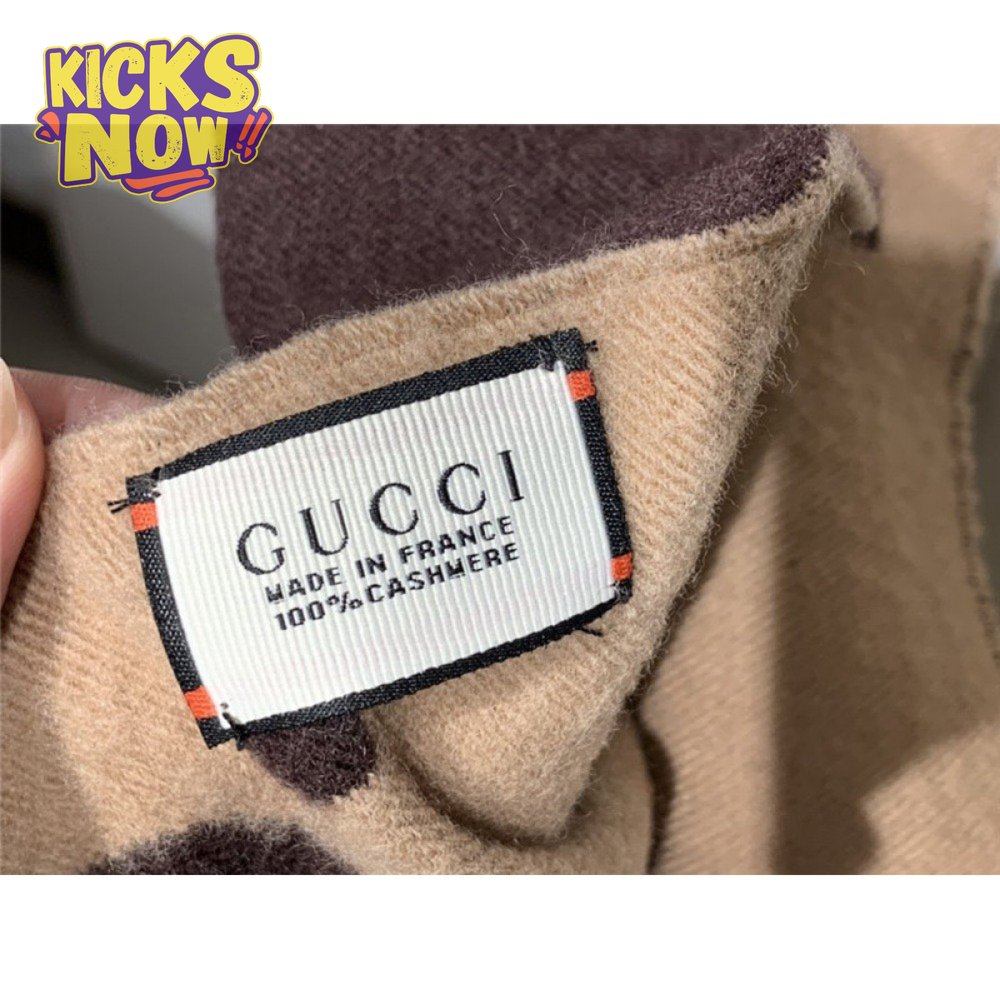 KICKS
NOW!!
GUCCI
MADE IN FRANCE
100% CASHMERE